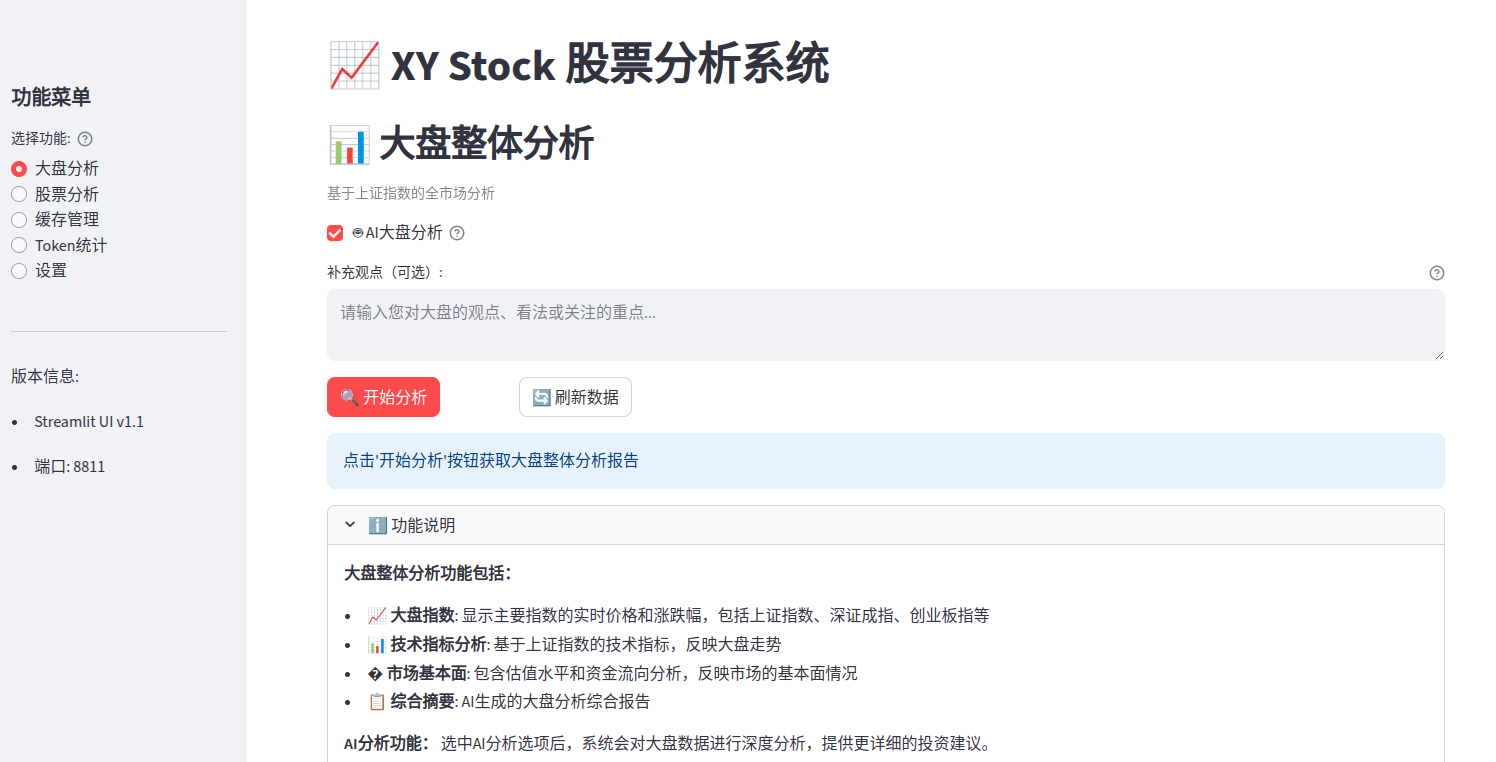 功能菜单
选择功能:
大盘分析
股票分析
缓存管理
Token统计
设置
版本信息:
• Streamlit UI v1.1
• 端口: 8811
📈 XY Stock 股票分析系统
📊 大盘整体分析
基于上证指数的全市场分析
AI大盘分析
补充观点（可选）:
请输入您对大盘的观点、看法或关注的重点...
🔍 开始分析
🔄 刷新数据
点击'开始分析'按钮获取大盘整体分析报告
ℹ️ 功能说明
大盘整体分析功能包括：
• 📈 大盘指数: 显示主要指数的实时价格和涨跌幅，包括上证指数、深证成指、创业板指等
• 📊 技术指标分析: 基于上证指数的技术指标，反映大盘走势
• � 市场基本面: 包含估值水平和资金流向分析，反映市场的基本面情况
• 📋 综合摘要: AI生成的大盘分析综合报告
AI分析功能： 选中AI分析选项后，系统会对大盘数据进行深度分析，提供更详细的投资建议。